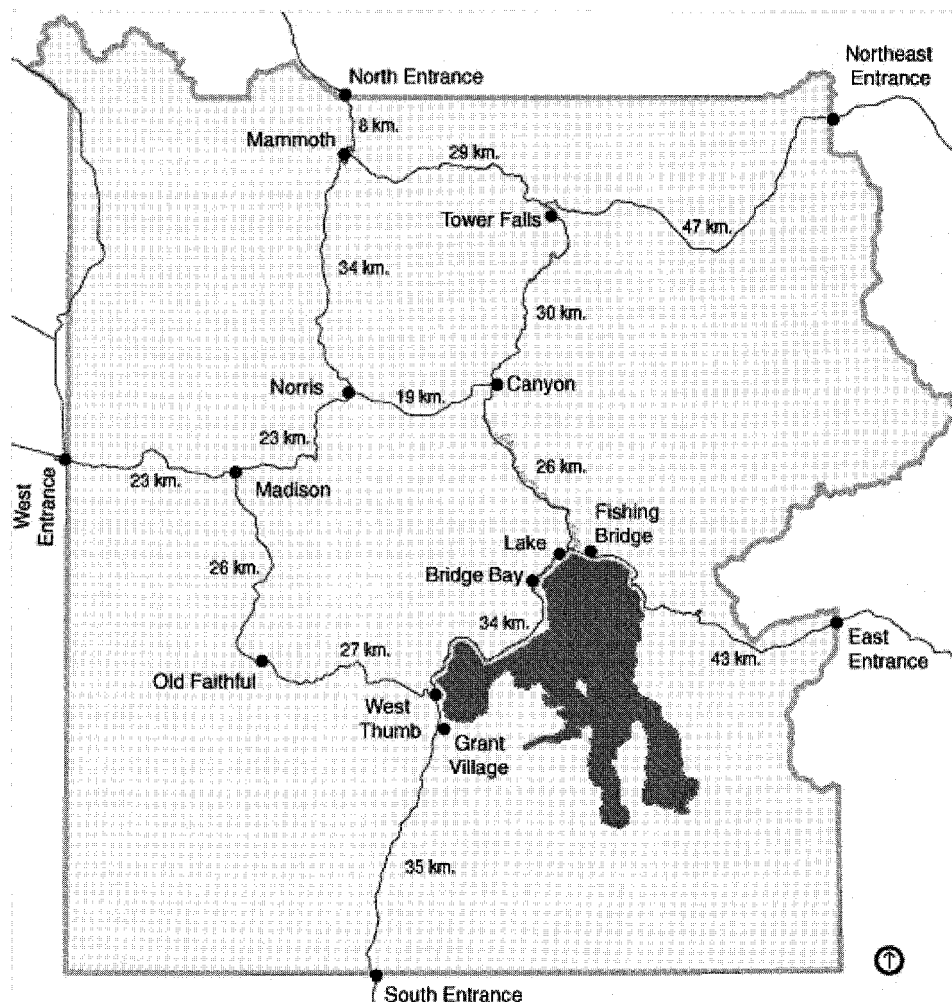 Northeast
Entrance
North Entrance
8 km.
Mammoth
29 km.
Tower Falls
47 km.
34 km.
30 km.
Norris
19 km.
Canyon
23 km.
West
Entrance
23 km.
Madison
26 km.
Fishing
Bridge
Lake
26 km.
Bridge Bay
34 km.
East
Entrance
27 km.
43 km.
Old Faithful
West
Thumb
Grant
Village
35 km.
South Entrance